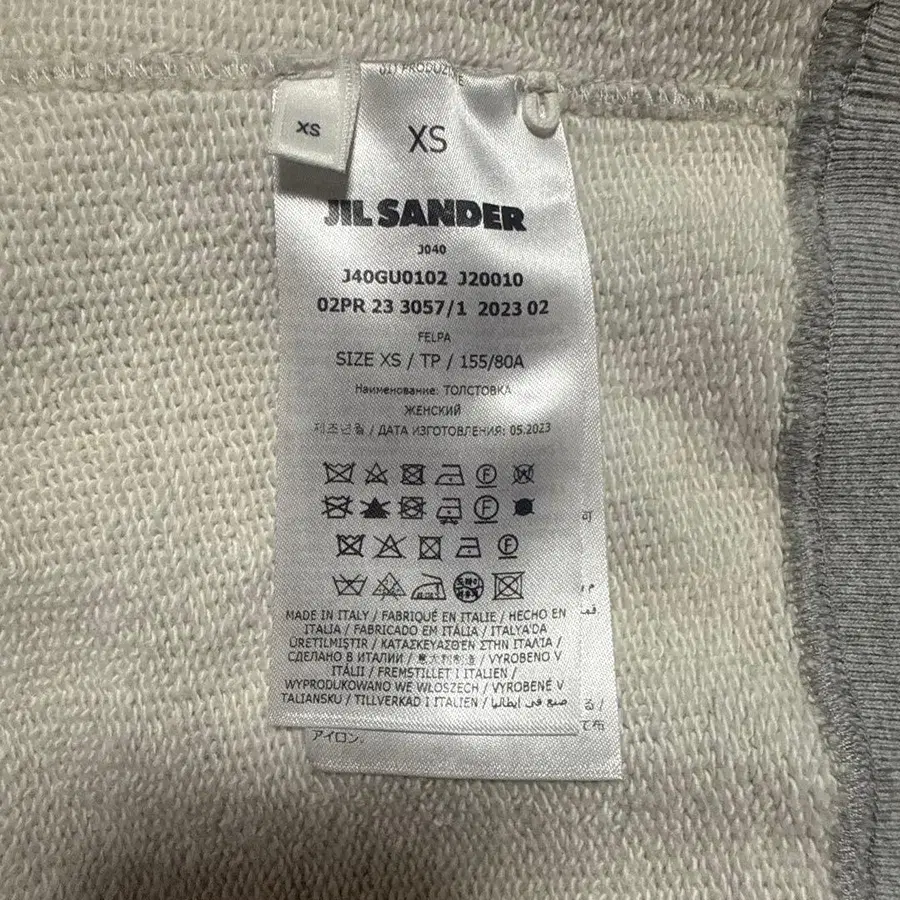 XS
XS
JIL SANDER
J040
J40GU0102 J20010
02PR 23 3057/1 2023 02
FELPA
SIZE XS / TP / 155/80A
Наименование: ТОЛСТОВКА
ЖЕНСКИЙ
제조년월 / ДАТА ИЗГОТОВЛЕНИЯ: 05.2023
MADE IN ITALY / FABRIQUÉ EN ITALIE / HECHO EN
ITALIA / FABRICADO EM ITÁLIA / ITALYA'DA
ÜRETILMIŞTIR / ΚΑΤΑΣΚΕΥΑΣΘΕΝ ΣΤΗΝ ΙΤΑΛΊΑ /
СДЕЛАНО В ИТАЛИИ / 意大利制造 / VYROBENO V
ITÁLII / FREMSTILLET I ITALIEN /
WYPRODUKOWANO WE WŁOSZECH / VYROBENÉ V
TALIANSKU / TILLVERKAD I ITALIEN / صنع في إيطاليا
アイロン。